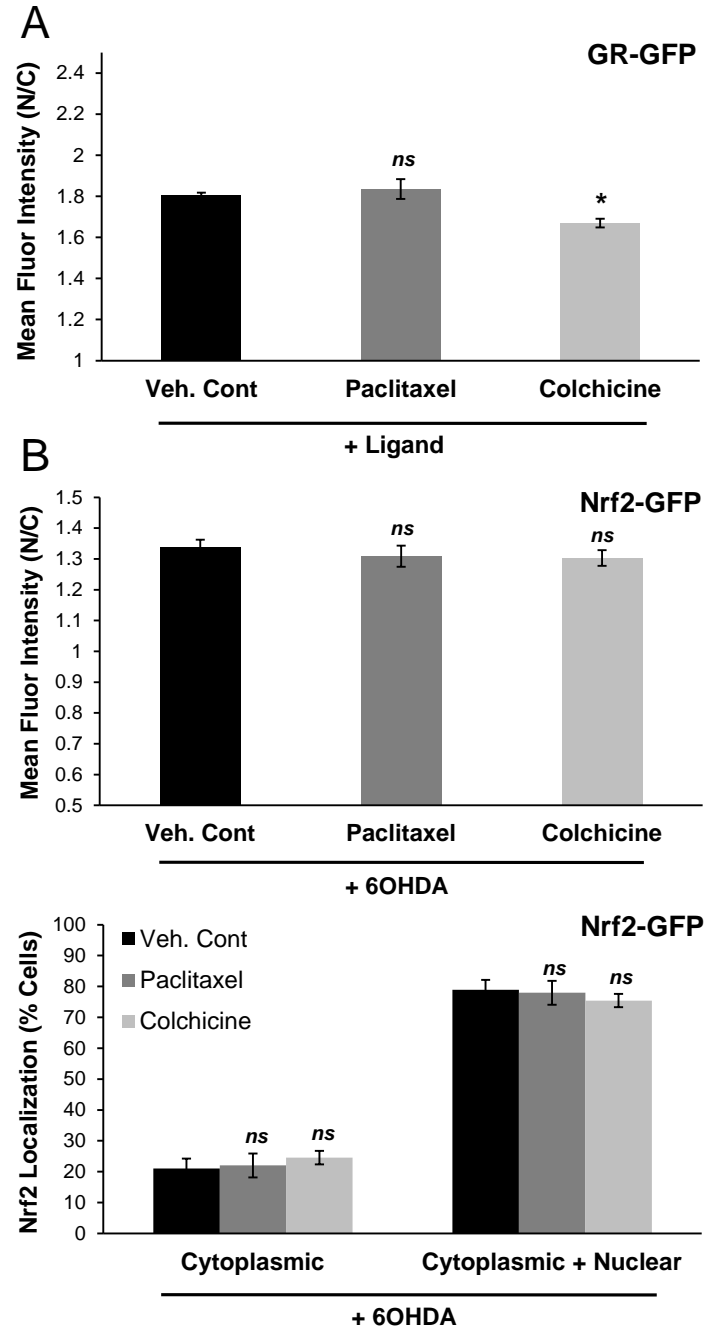 A
GR-GFP
Mean Fluor Intensity (N/C)
2.4
2.2
2
1.8
1.6
1.4
1.2
1
ns
*
Veh. Cont Paclitaxel Colchicine
+ Ligand
B
Nrf2-GFP
Mean Fluor Intensity (N/C)
1.5
1.4
1.3
1.2
1.1
1
0.9
0.8
0.7
0.6
0.5
ns
ns
Veh. Cont Paclitaxel Colchicine
+ 6OHDA
Nrf2-GFP
Nrf2 Localization (% Cells)
100
90
80
70
60
50
40
30
20
10
0
Veh. Cont
Paclitaxel
Colchicine
ns
ns
ns
ns
Cytoplasmic Cytoplasmic + Nuclear
+ 6OHDA